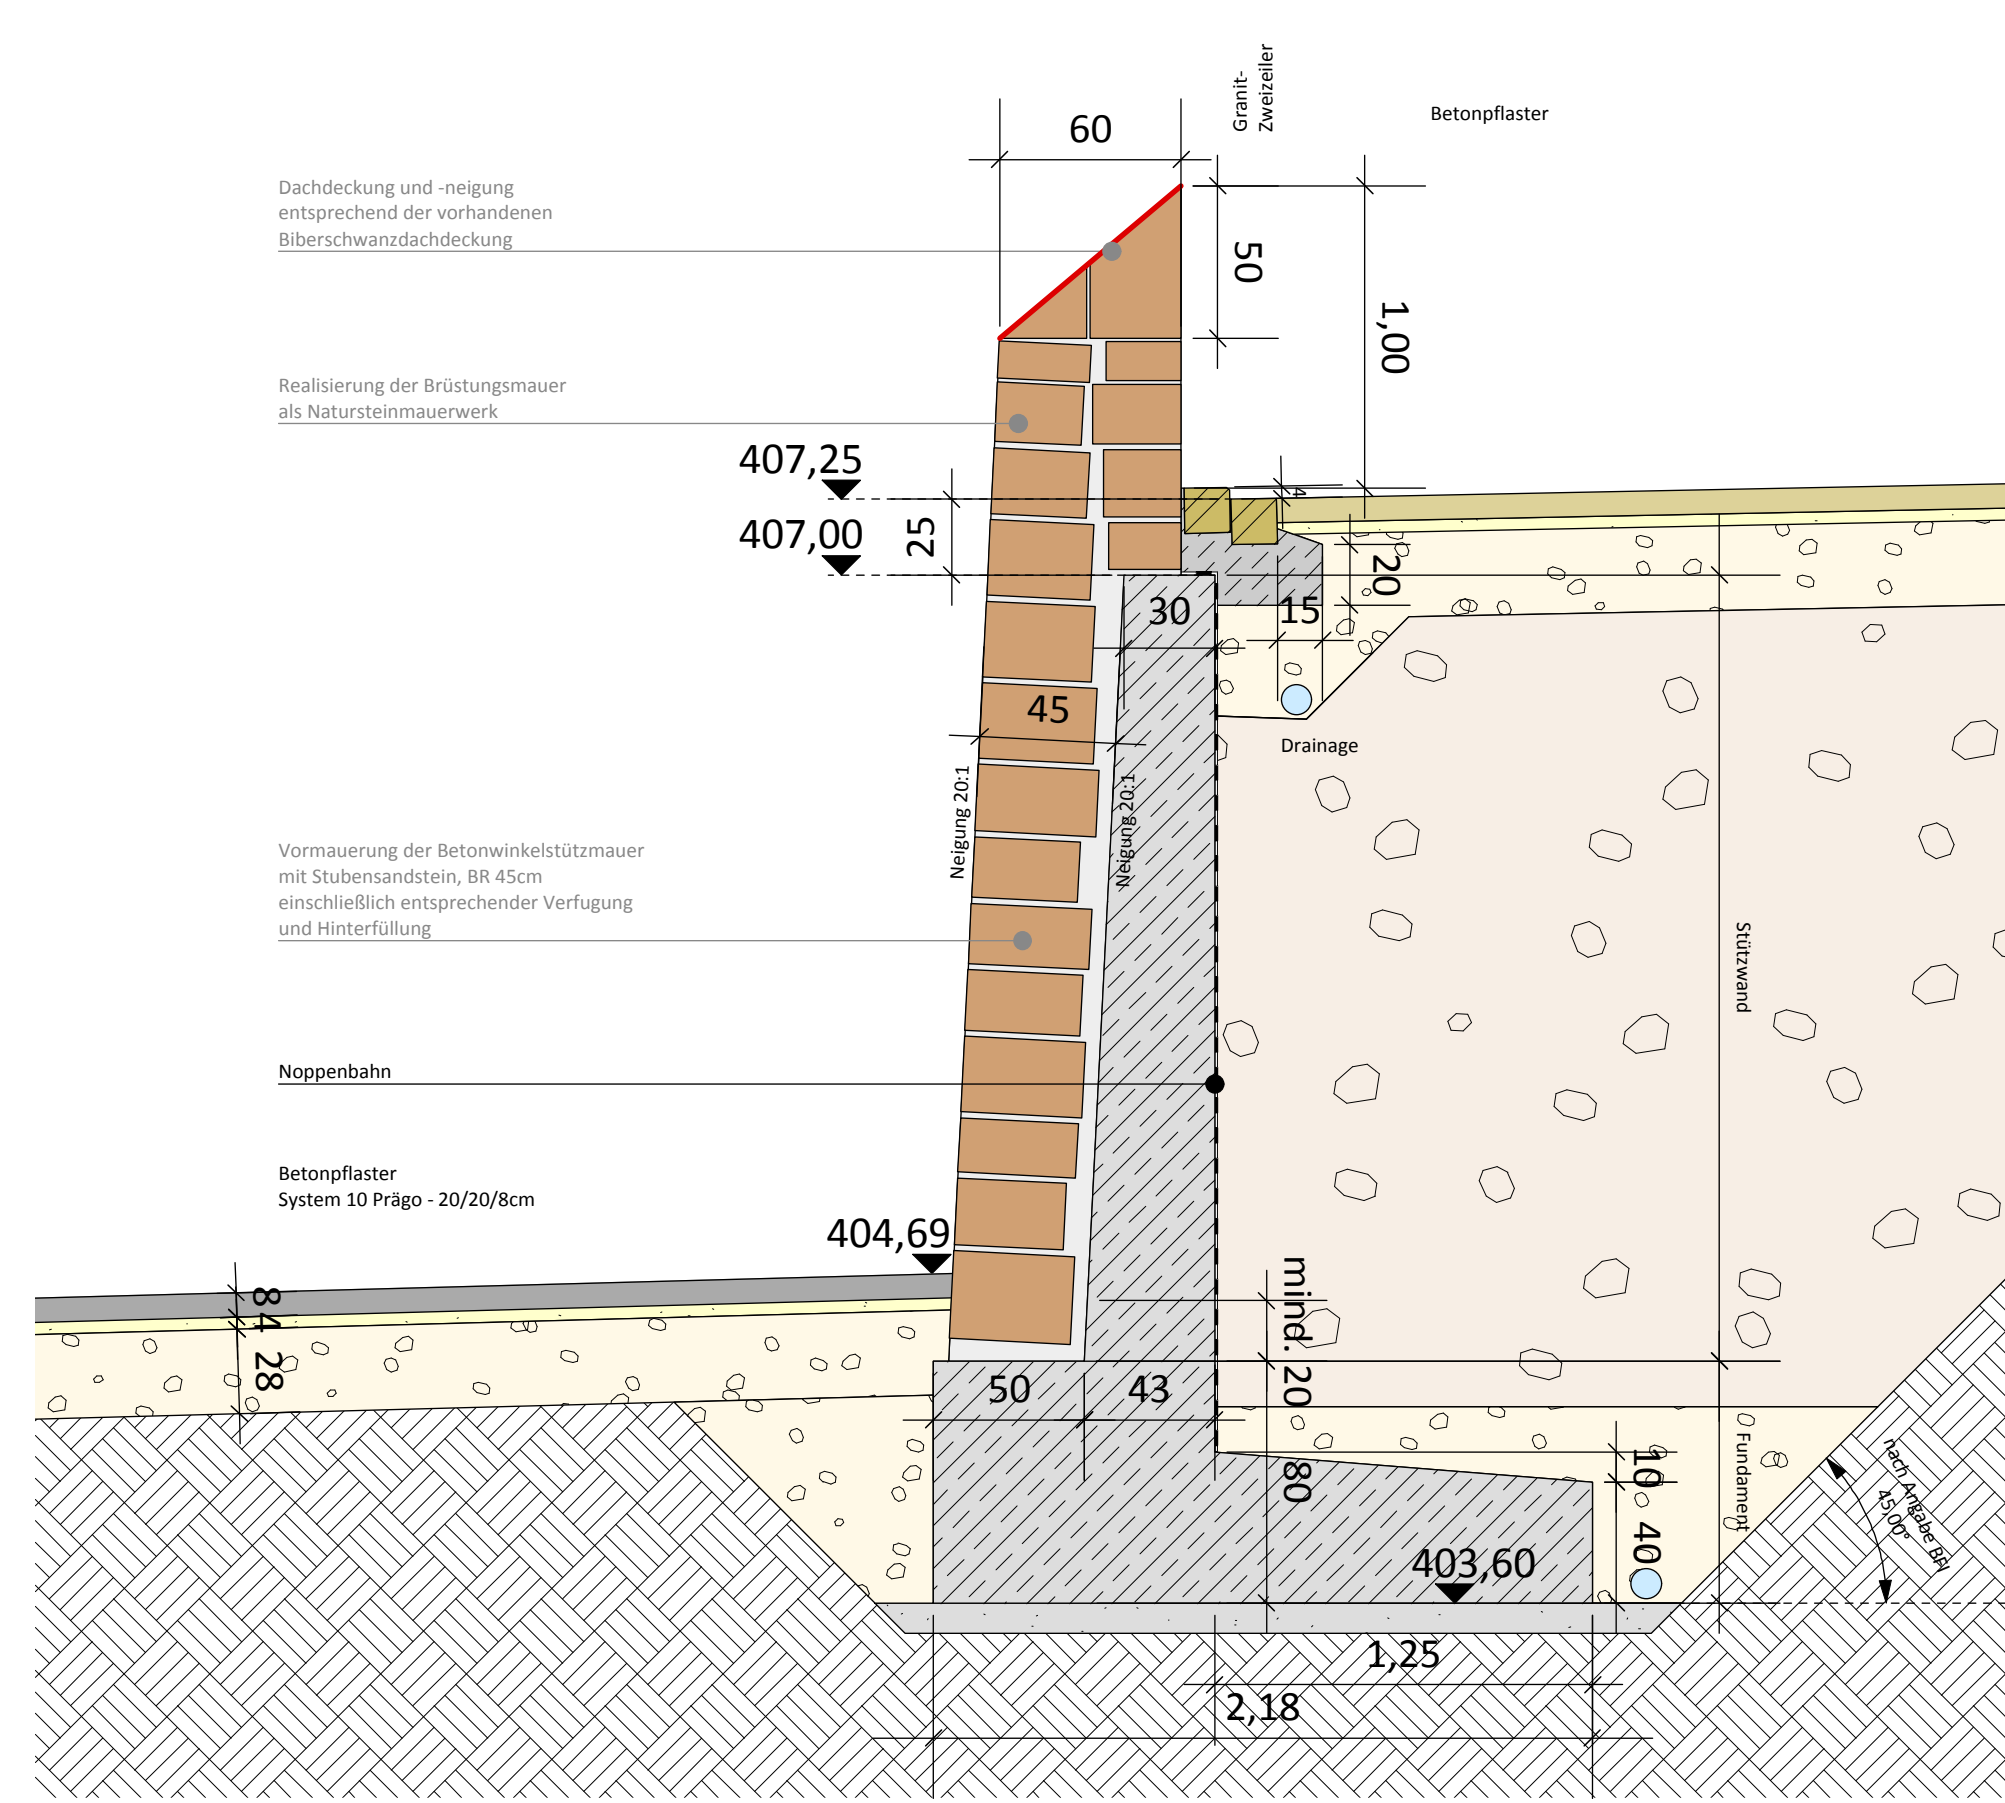 Granit-
Zweizeiler
Betonpflaster
60
Dachdeckung und -neigung
entsprechend der vorhandenen
Biberschwanzdachdeckung
50
1,00
Realisierung der Brüstungsmauer
als Natursteinmauerwerk
407,25
4
407,00
25
20
30
15
45
Drainage
Neigung 20:1
Neigung 20:1
Vormauerung der Betonwinkelstützmauer
mit Stubensandstein, BR 45cm
einschließlich entsprechender Verfugung
und Hinterfüllung
Stützwand
Noppenbahn
Betonpflaster
System 10 Prägo - 20/20/8cm
404,69
8
4
28
mind. 20
50
43
80
10
40
Fundament
nach Angabe BFI
45,00°
403,60
1,25
2,18